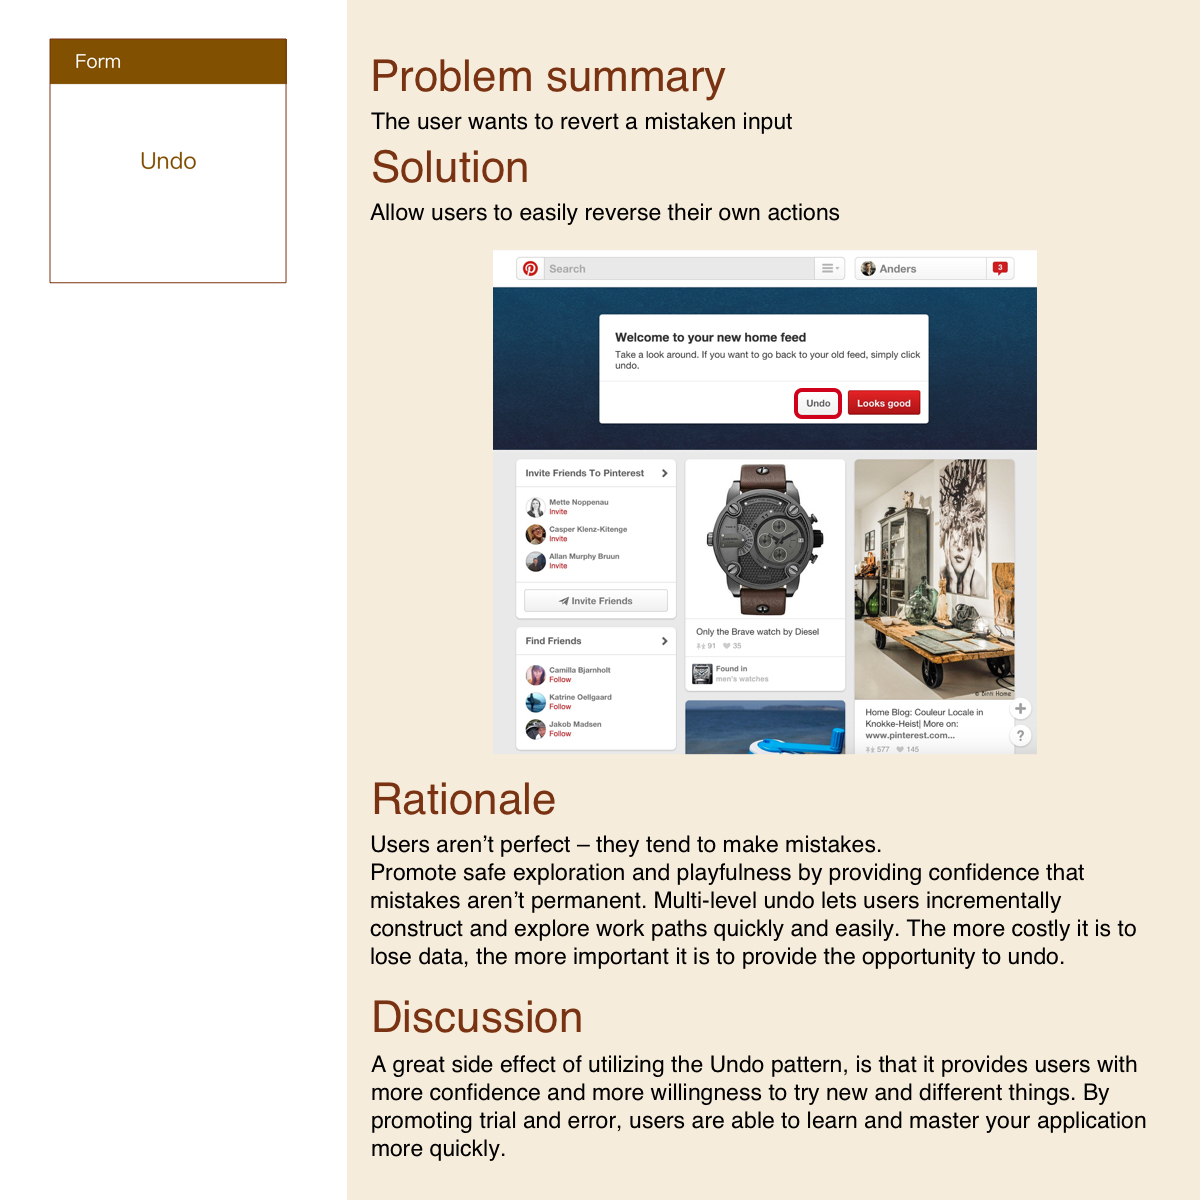 Form
Undo
Problem summary
The user wants to revert a mistaken input
Solution
Allow users to easily reverse their own actions
Search
Anders
3
Welcome to your new home feed
Take a look around. If you want to go back to your old feed, simply click
undo.
Undo
Looks good
Invite Friends To Pinterest
Mette Noppenau
Invite
Casper Klenz-Kitenge
Invite
Allan Murphy Bruun
Invite
Invite Friends
Find Friends
Camilla Bjarnholt
Follow
Katrine Oellgaard
Follow
Jakob Madsen
Follow
Only the Brave watch by Diesel
91 35
Found in
men's watches
© Dinti Home
Home Blog: Couleur Locale in
Knokke-Heist| More on:
www.pinterest.com...
577 145
+
?
Rationale
Users aren’t perfect – they tend to make mistakes.
Promote safe exploration and playfulness by providing confidence that
mistakes aren’t permanent. Multi-level undo lets users incrementally
construct and explore work paths quickly and easily. The more costly it is to
lose data, the more important it is to provide the opportunity to undo.
Discussion
A great side effect of utilizing the Undo pattern, is that it provides users with
more confidence and more willingness to try new and different things. By
promoting trial and error, users are able to learn and master your application
more quickly.